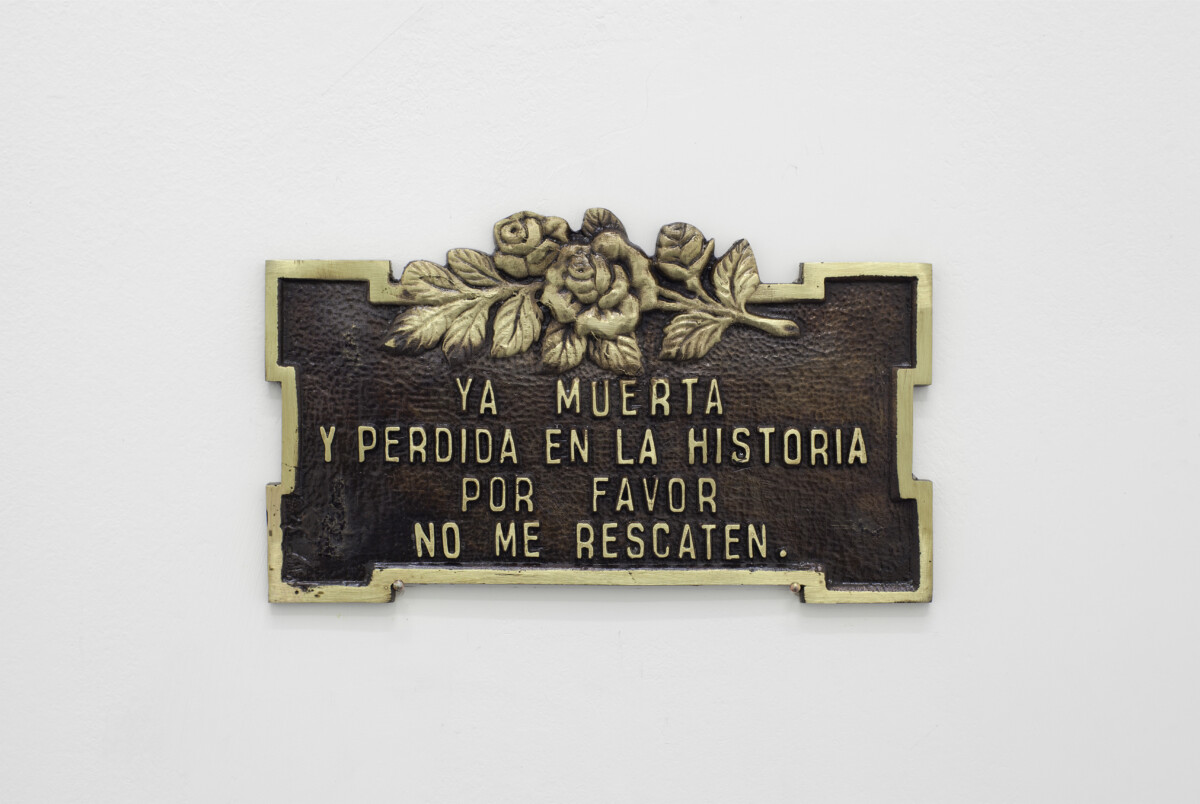 YA MUERTA
Y PERDIDA EN LA HISTORIA
POR FAVOR
NO ME RESCATEN.